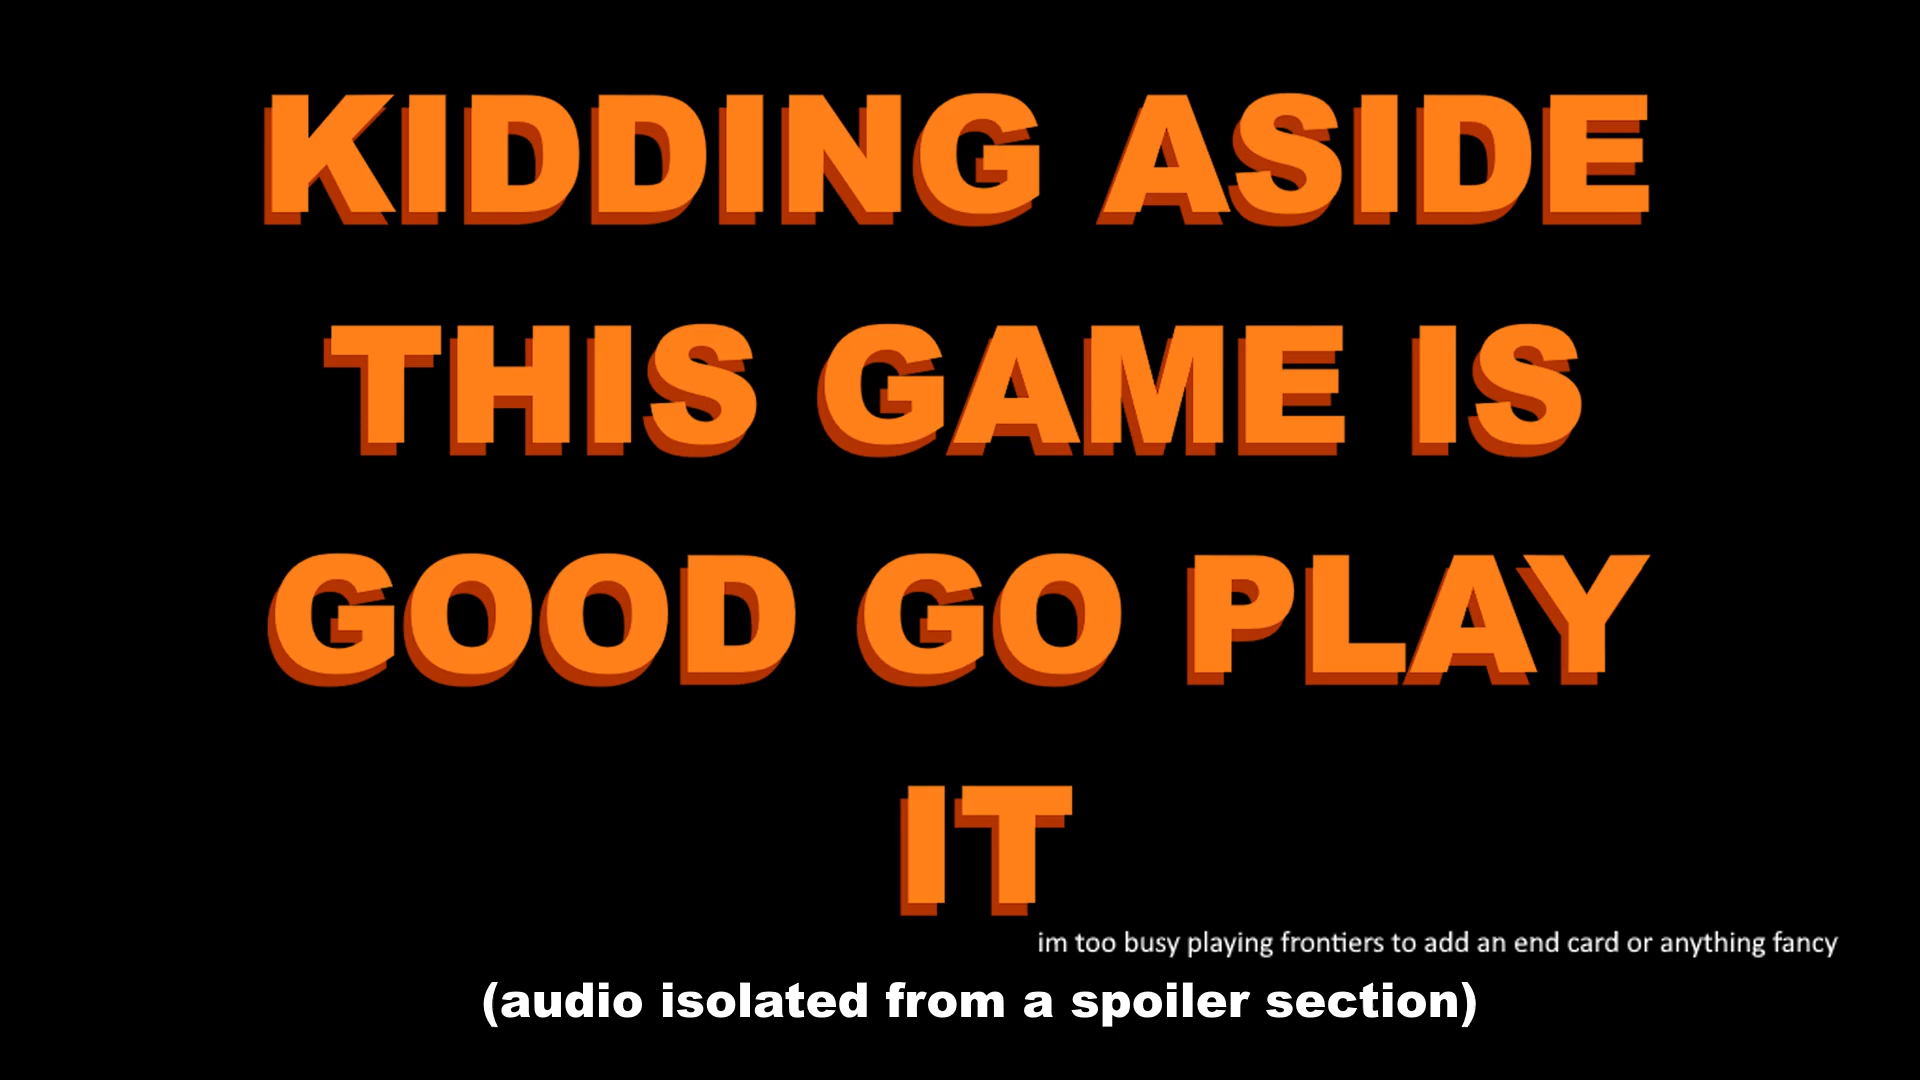 KIDDING ASIDE
THIS GAME IS
GOOD GO PLAY
IT
im too busy playing frontiers to add an end card or anything fancy
(audio isolated from a spoiler section)